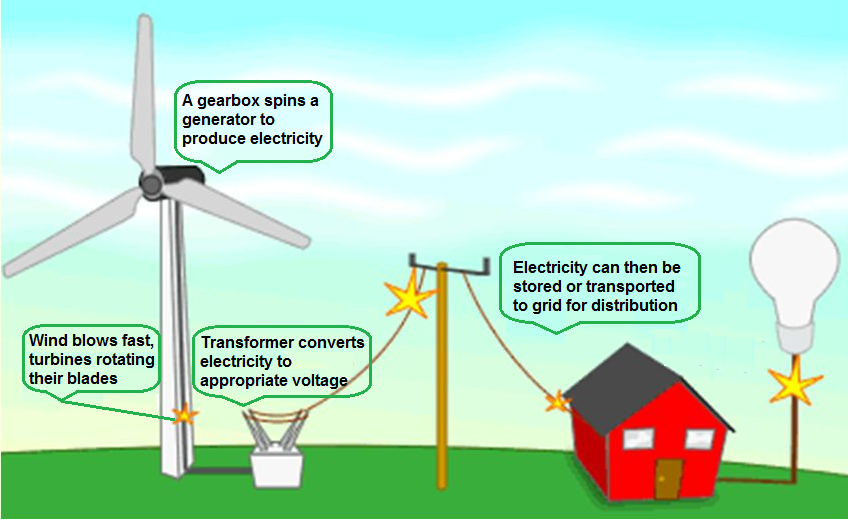 A gearbox spins a
generator to
produce electricity
Wind blows fast,
turbines rotating
their blades
Transformer converts
electricity to
appropriate voltage
Electricity can then be
stored or transported
to grid for distribution